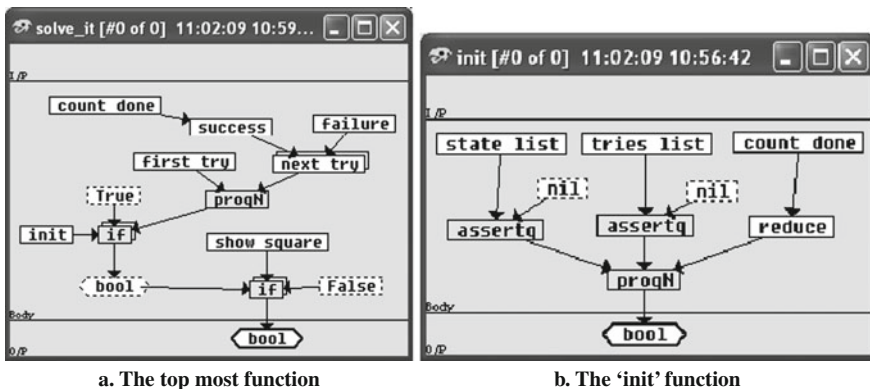 solve_it [#0 of 0] 11:02:09 10:59...
I/P
count done
success
failure
first try
next try
True
progN
init
if
show square
bool
if
False
Body
bool
O/P
a. The top most function
init [#0 of 0] 11:02:09 10:56:42
I/P
state list
tries list
count done
nil
nil
assertq
assertq
reduce
progN
Body
bool
O/P
b. The ‘init’ function